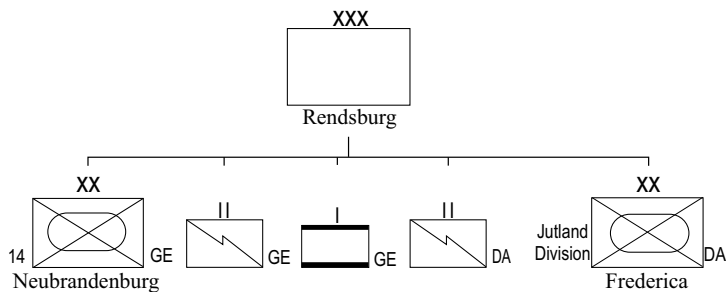 XXX
Rendsburg
XX
II
I
II
XX
14
GE
GE
GE
DA
Jutland
Division
DA
Neubrandenburg
Frederica